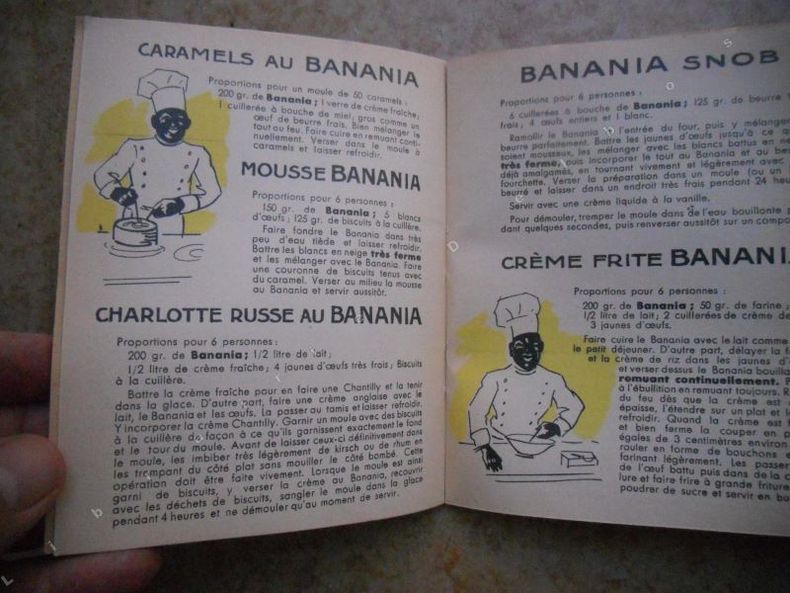 CARAMELS AU BANANIA
Proportions pour un moule de 50 caramels :
200 gr. de Banania ; 1 verre de crème fraîche ;
1 cuillerée à bouche de miel ; gros comme un
œuf de beurre frais. Bien mélanger le
tout au feu. Faire cuire en remuant conti-
nuellement. Verser dans le moule à
caramels et laisser refroidir.
MOUSSE BANANIA
Proportions pour 6 personnes :
150 gr. de Banania ; 5 blancs
d'œufs ; 125 gr. de biscuits à la cuillère.
Faire fondre le Banania dans très
peu d'eau tiède et laisser refroidir.
Battre les blancs en neige très ferme
et les mélanger avec le Banania. Faire
une couronne de biscuits tenus avec
du caramel. Verser au milieu la mousse
au Banania et servir aussitôt.
CHARLOTTE RUSSE AU BANANIA
Proportions pour 6 personnes :
200 gr. de Banania ; 1/2 litre de lait ;
1/2 litre de crème fraîche ; 4 jaunes d'œufs très frais ; Biscuits
à la cuillère.
Battre la crème fraîche pour en faire une Chantilly et la tenir
dans la glace. D'autre part, faire une crème anglaise avec le
lait, le Banania et les œufs. La passer au tamis et laisser refroidir.
Y incorporer la crème Chantilly. Garnir un moule avec des biscuits
à la cuillère de façon à ce qu'ils garnissent exactement le fond
et le tour du moule. Avant de laisser ceux-ci définitivement dans
le moule, les imbiber très légèrement de kirsch ou de rhum en
les trempant du côté plat sans mouiller le côté bombé. Cette
opération doit être faite vivement. Lorsque le moule est ainsi
garni de biscuits, y verser la crème au Banania, recouvrir
avec les déchets de biscuits, sangler le moule dans la glace
pendant 4 heures et ne démouler qu'au moment de servir.
BANANIA SNOB
Proportions pour 6 personnes :
6 cuillerées à bouche de Banania ; 125 gr. de beurre
frais ; 4 œufs entiers et 1 blanc.
Ramollir le Banania à l'entrée du four, puis y mélanger
beurre parfaitement. Battre les jaunes d'œufs jusqu'à ce q
soient mousseux, les mélanger avec les blancs battus en ne
très ferme, puis incorporer le tout au Banania et au beu
déjà amalgamés, en tournant vivement et légèrement avec
fourchette. Verser la préparation dans un moule (ou un
beurré et laisser dans un endroit très frais pendant 24 heur
Servir avec une crème liquide à la vanille.
Pour démouler, tremper le moule dans de l'eau bouillante p
dant quelques secondes, puis renverser aussitôt sur un compo
CRÈME FRITE BANANIA
Proportions pour 6 personnes :
200 gr. de Banania ; 50 gr. de farine ;
1/2 litre de lait ; 2 cuillerées de crème de
3 jaunes d'œufs.
Faire cuire le Banania avec le lait comme
le petit déjeuner. D'autre part, délayer la f
et la crème de riz dans les jaunes d'
et verser dessus le Banania bouillan
remuant continuellement. P
à l'ébullition en remuant toujours. R
du feu dès que la crème est
épaisse, l'étendre sur un plat et l
refroidir. Quand la crème est f
et bien ferme la couper en p
égales de 3 centimètres environ
rouler en forme de bouchons
farinant légèrement. Les passer
de l'œuf battu puis dans de la c
lure et faire frire à grande friture
poudrer de sucre et servir en bo